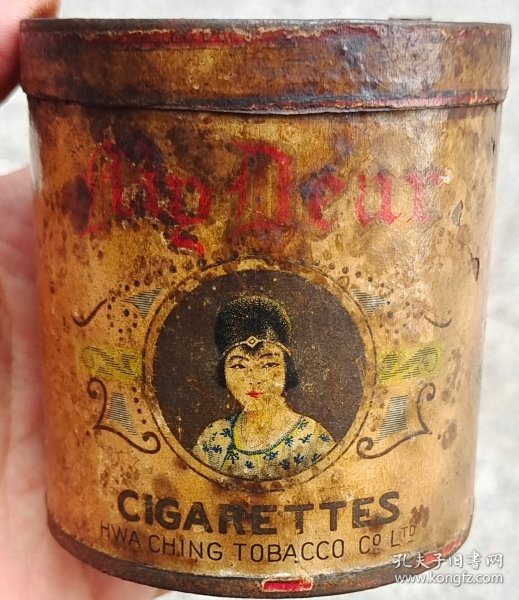 My Dear
CIGARETTES
HWA CHING TOBACCO Co LTD
孔夫子旧书网
www.kongfz.com